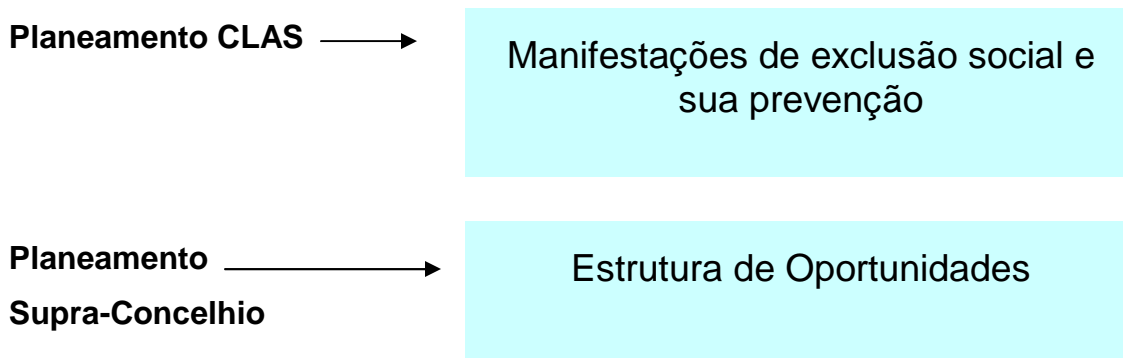 Planeamento CLAS
Manifestações de exclusão social e
sua prevenção
Planeamento
Supra-Concelhio
Estrutura de Oportunidades